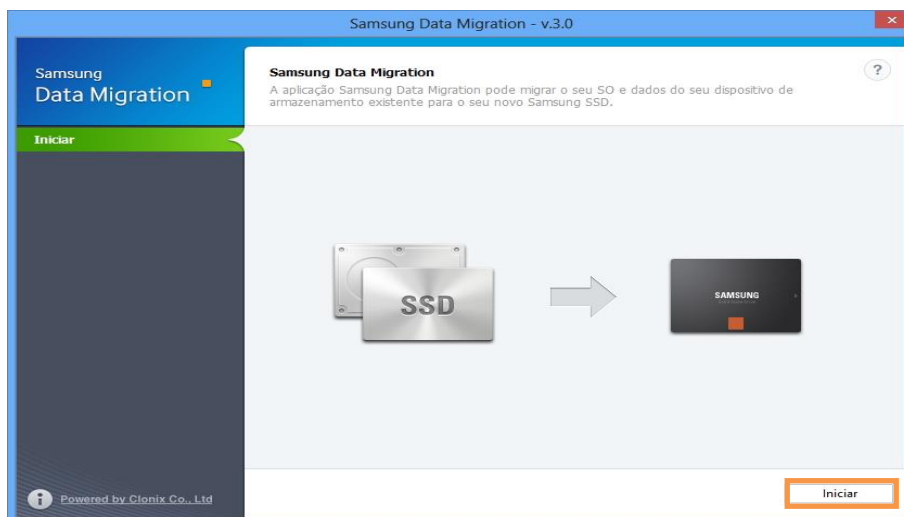 Samsung Data Migration - v.3.0
Samsung
Data Migration
Samsung Data Migration
?
A aplicação Samsung Data Migration pode migrar o seu SO e dados do seu dispositivo de
armazenamento existente para o seu novo Samsung SSD.
Iniciar
SSD
SAMSUNG
Powered by Clonix Co., Ltd
Iniciar